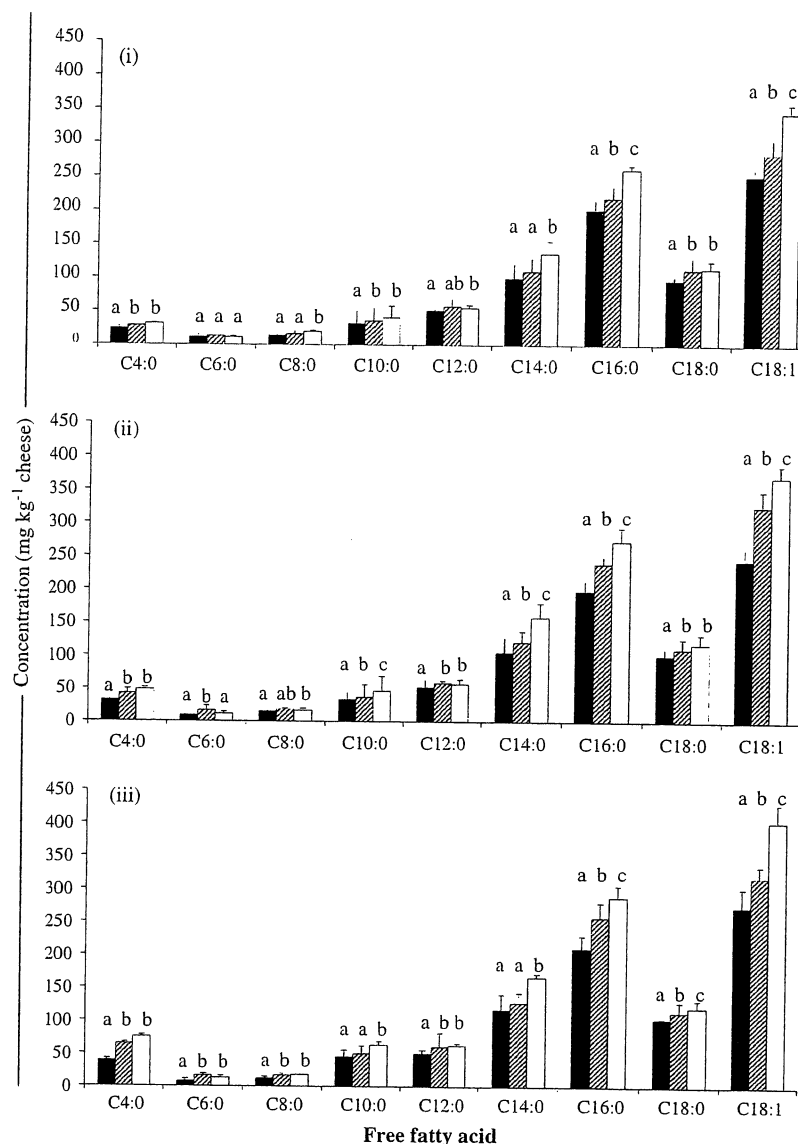 Concentration (mg kg-1 cheese)
(i)
450
400
350
300
250
200
150
100
50
0
a b b
a a a
a a b
a b b
a ab b
a a b
a b c
a b b
a b c
C4:0 C6:0 C8:0 C10:0 C12:0 C14:0 C16:0 C18:0 C18:1
(ii)
450
400
350
300
250
200
150
100
50
0
a b b
a b a
a ab b
a b c
a b b
a b c
a b c
a b b
a b c
C4:0 C6:0 C8:0 C10:0 C12:0 C14:0 C16:0 C18:0 C18:1
(iii)
450
400
350
300
250
200
150
100
50
0
a b b
a b b
a b b
a a b
a b b
a a b
a b c
a b c
a b c
C4:0 C6:0 C8:0 C10:0 C12:0 C14:0 C16:0 C18:0 C18:1
Free fatty acid